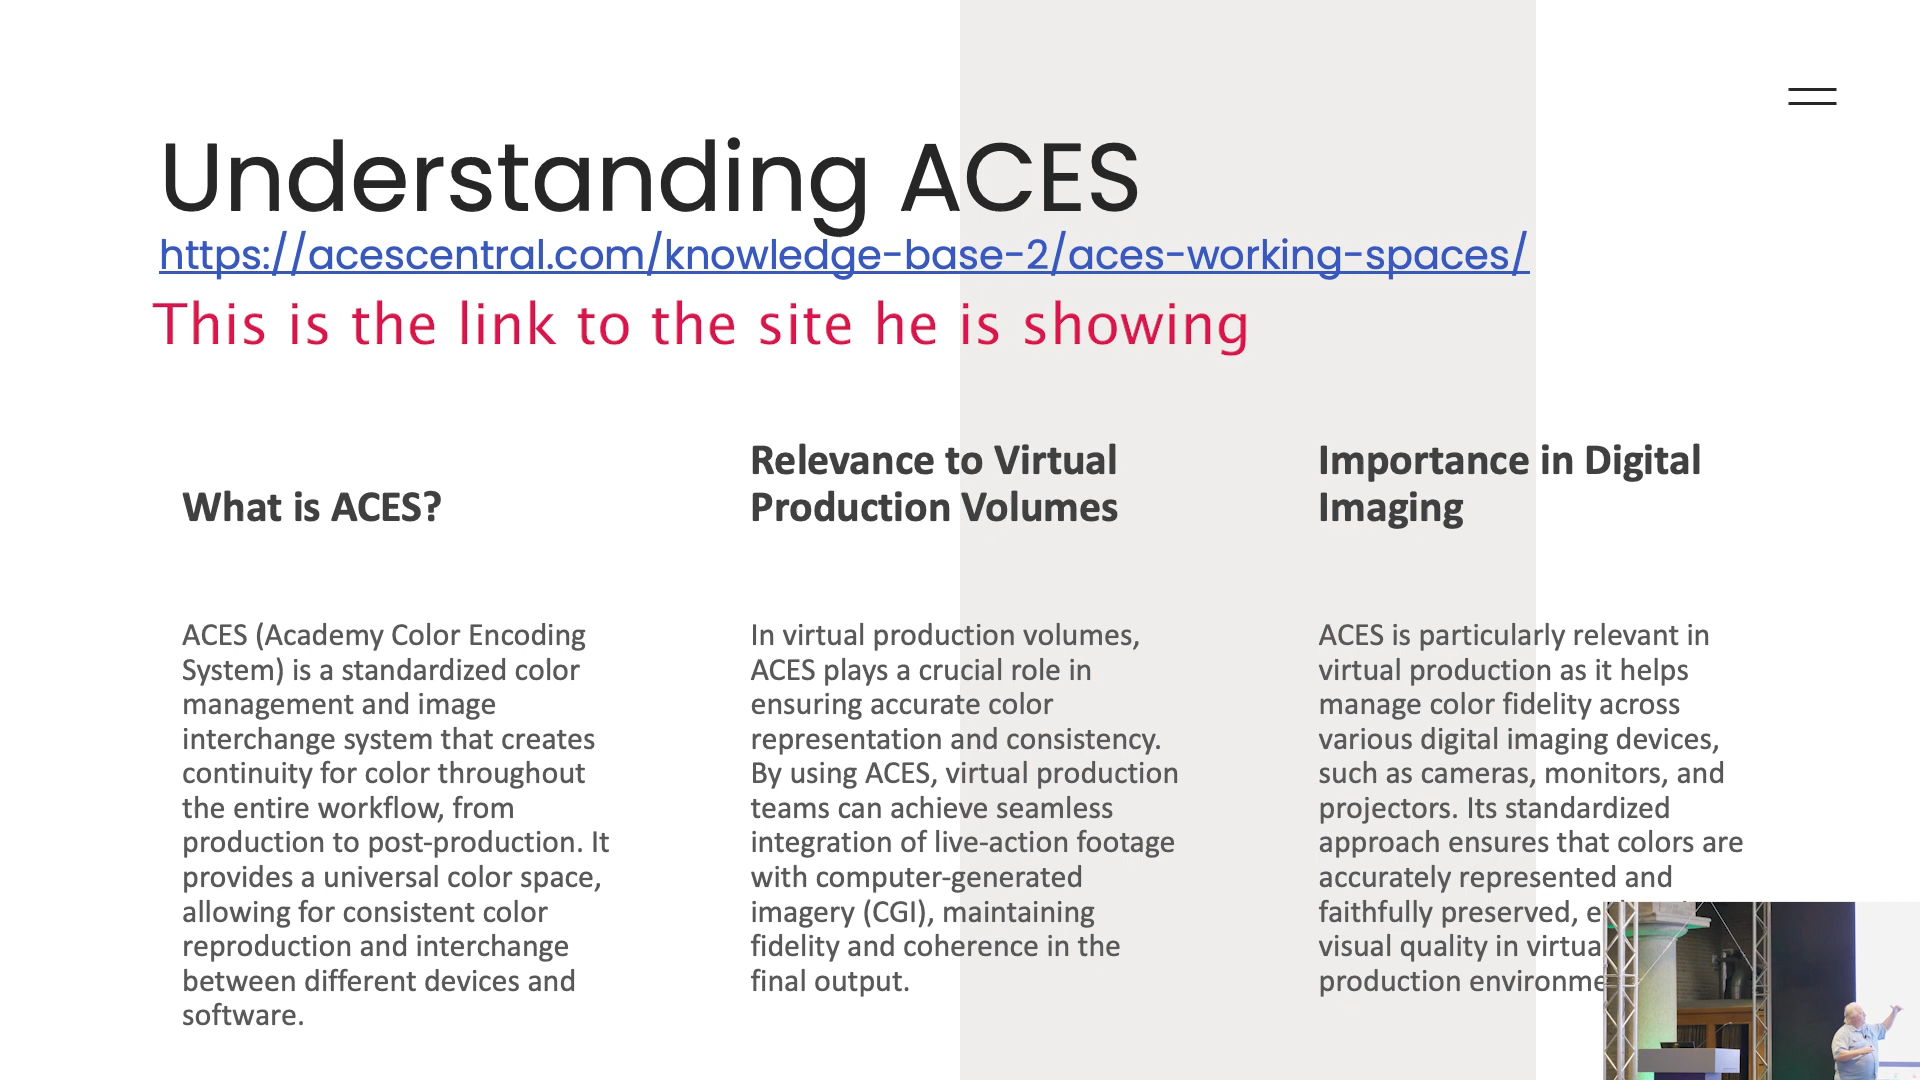 Understanding ACES
https://acescentral.com/knowledge-base-2/aces-working-spaces/
This is the link to the site he is showing
What is ACES?
ACES (Academy Color Encoding
System) is a standardized color
management and image
interchange system that creates
continuity for color throughout
the entire workflow, from
production to post-production. It
provides a universal color space,
allowing for consistent color
reproduction and interchange
between different devices and
software.
Relevance to Virtual
Production Volumes
In virtual production volumes,
ACES plays a crucial role in
ensuring accurate color
representation and consistency.
By using ACES, virtual production
teams can achieve seamless
integration of live-action footage
with computer-generated
imagery (CGI), maintaining
fidelity and coherence in the
final output.
Importance in Digital
Imaging
ACES is particularly relevant in
virtual production as it helps
manage color fidelity across
various digital imaging devices,
such as cameras, monitors, and
projectors. Its standardized
approach ensures that colors are
accurately represented and
faithfully preserved,
visual quality in
production